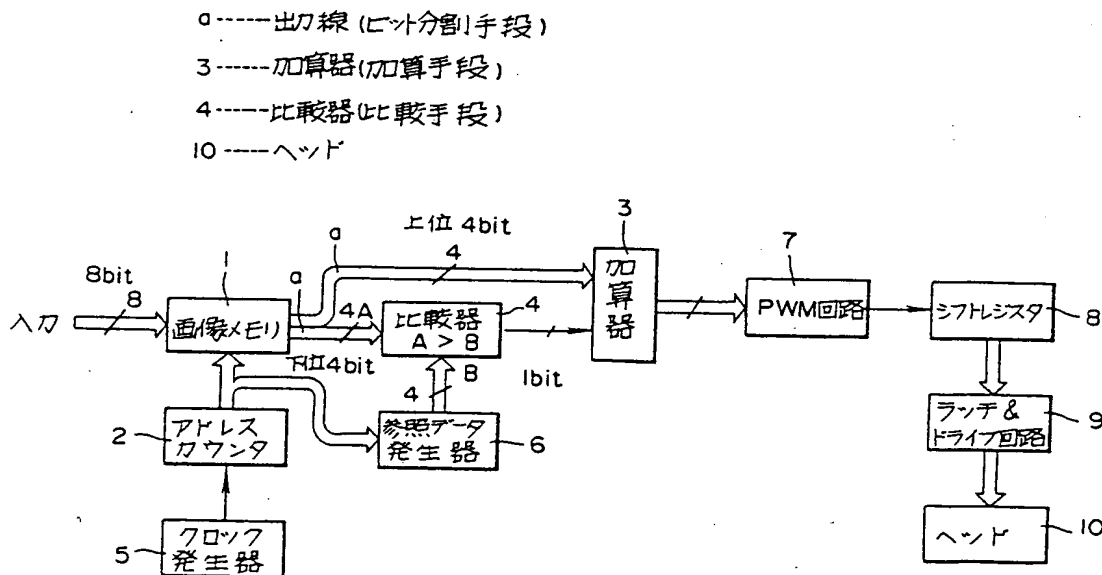 a-----出力線(ビット分割手段)
3-----加算器(加算手段)
4-----比較器(比較手段)
10-----ヘッド
上位4bit
3
a
4
7
8bit
1
加算器
8
a
4A
4
入力
画像メモリ
比較器
A>B
PWM回路
シフトレジスタ
8
下位4bit
B
1bit
4
2
アドレス
カウンタ
参照データ
発生器
6
ラッチ&
ドライブ回路
9
5
クロック
発生器
ヘッド
10